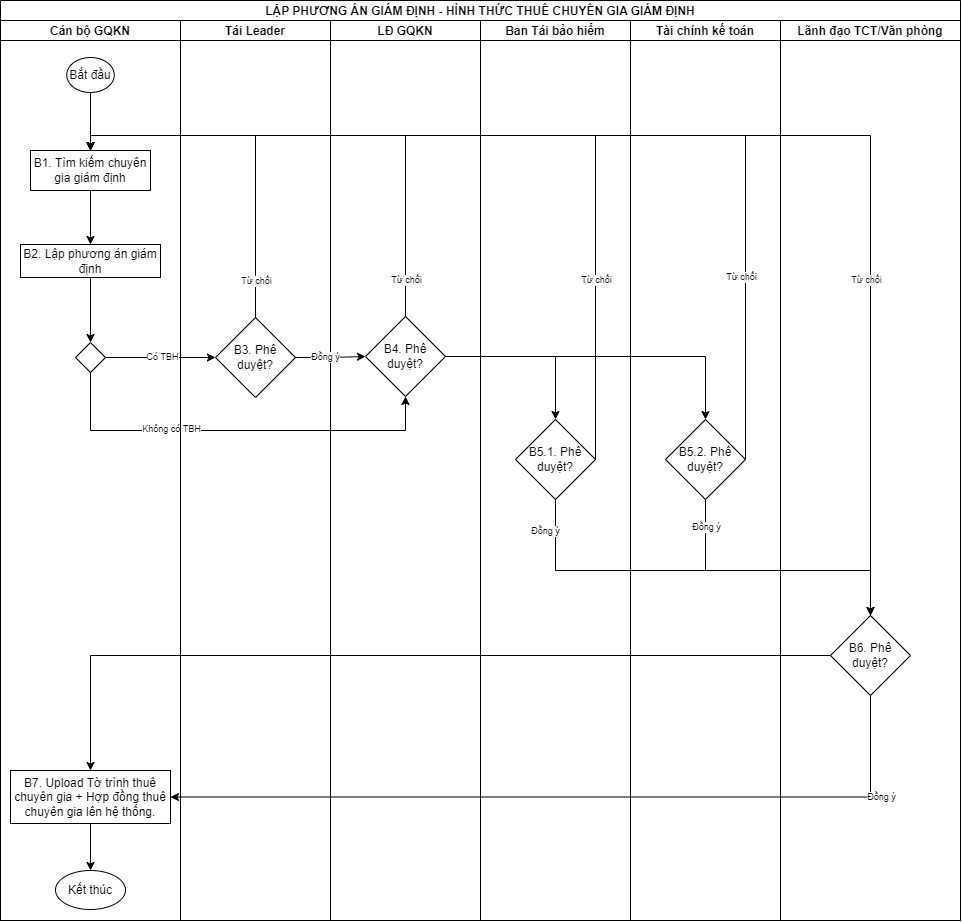 LẬP PHƯƠNG ÁN GIÁM ĐỊNH - HÌNH THỨC THUÊ CHUYÊN GIA GIÁM ĐỊNH
Cán bộ GQKN
Tái Leader
LĐ GQKN
Ban Tái bảo hiểm
Tài chính kế toán
Lãnh đạo TCT/Văn phòng
Bắt đầu
B1. Tìm kiếm chuyên
gia giám định
B2. Lập phương án giám
định
Từ chối
Từ chối
Từ chối
Từ chối
Từ chối
Có TBH
B3. Phê
duyệt?
Đồng ý
B4. Phê
duyệt?
Không có TBH
B5.1. Phê
duyệt?
B5.2. Phê
duyệt?
Đồng ý
Đồng ý
B6. Phê
duyệt?
B7. Upload Tờ trình thuê
chuyên gia + Hợp đồng thuê
chuyên gia lên hệ thống.
Đồng ý
Kết thúc